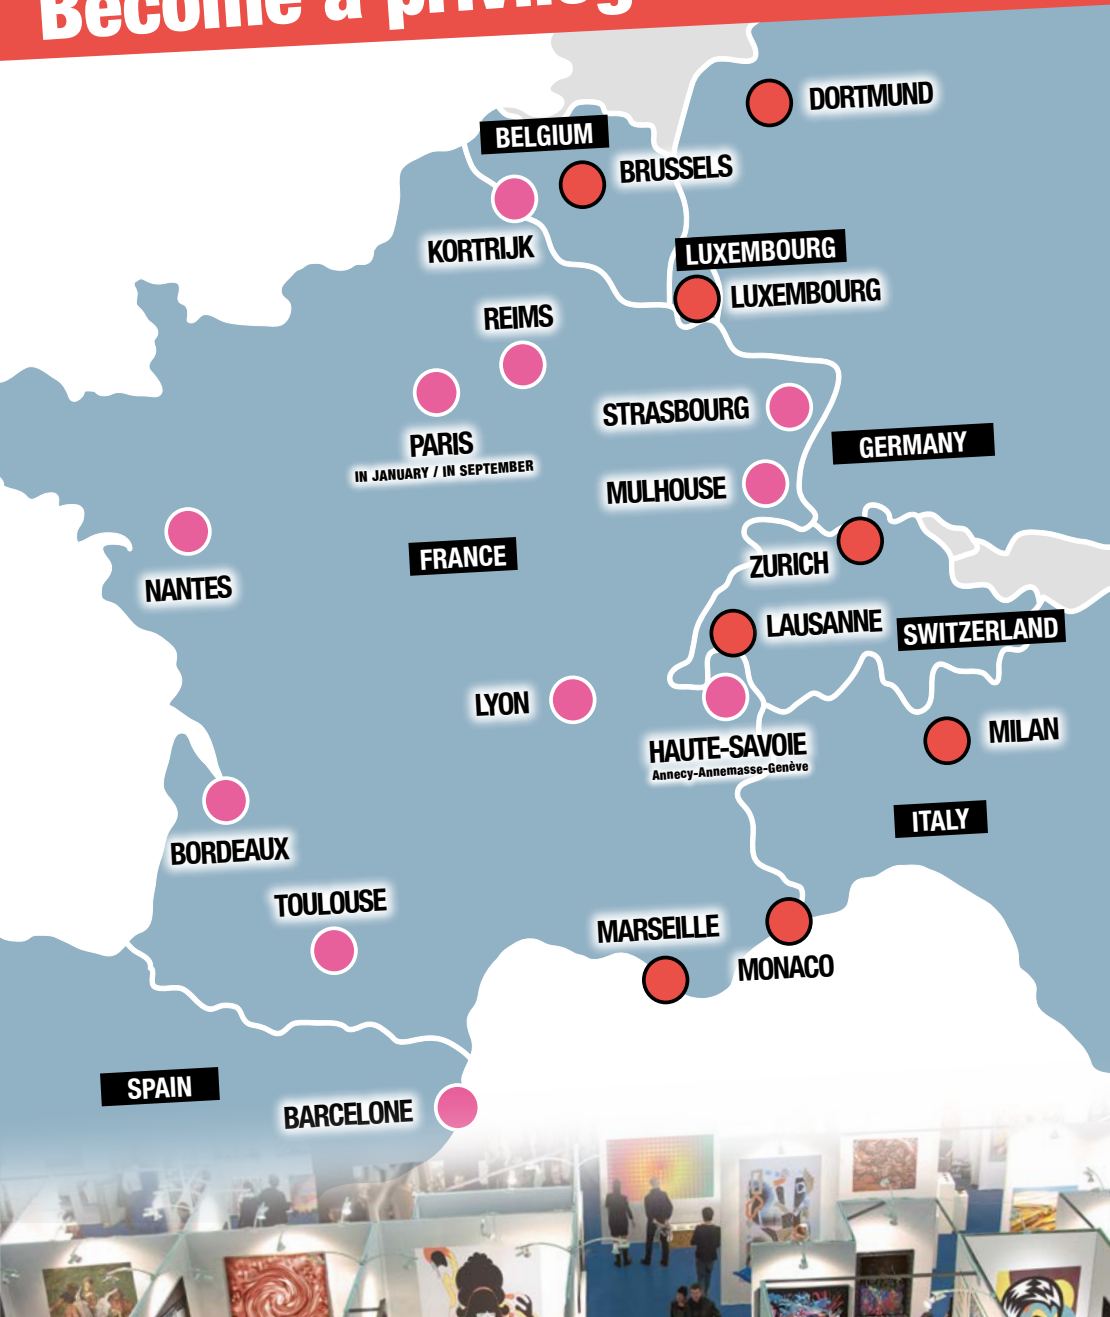 Become a privileg
DORTMUND
BELGIUM
BRUSSELS
KORTRIJK
LUXEMBOURG
LUXEMBOURG
REIMS
STRASBOURG
PARIS
IN JANUARY / IN SEPTEMBER
GERMANY
MULHOUSE
FRANCE
ZURICH
NANTES
LAUSANNE
SWITZERLAND
LYON
HAUTE-SAVOIE
Annecy-Annemasse-Genève
MILAN
ITALY
BORDEAUX
TOULOUSE
MARSEILLE
MONACO
SPAIN
BARCELONE